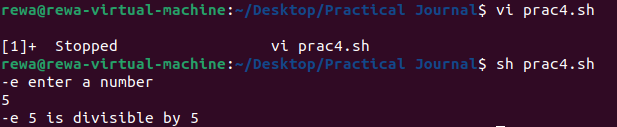 rewa@rewa-virtual-machine:~/Desktop/Practical Journal$ vi prac4.sh
[1]+  Stopped                 vi prac4.sh
rewa@rewa-virtual-machine:~/Desktop/Practical Journal$ sh prac4.sh
-e enter a number
5
-e 5 is divisible by 5